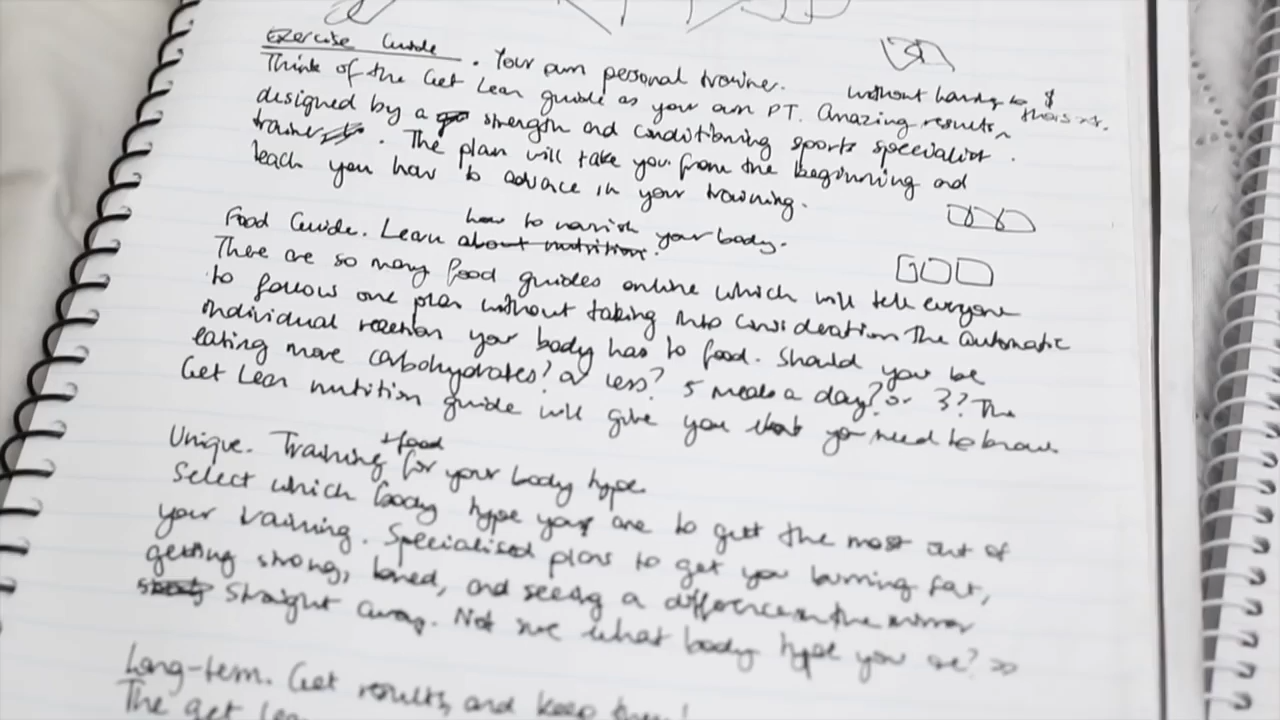 Exercise Guide. Your own personal trainer.
Think of the Get Lean guide as your own PT. Amazing results, without having to $
designed by a strength and conditioning sports specialist
trainer. The plan will take you from the beginning and
teach you how to advance in your training.
Food Guide. Learn how to your body.
about nutrition.
There are so many food guides online which will tell everyone
to follow one plan without taking into consideration the automatic
individual reaction your body has to food. Should you be
eating more carbohydrates? or less? 5 meals a day? or 3? The
Get Lean nutrition guide will give you what you need to know.
Unique. Training + food for your body type.
Select which body type you are to get the most out of
your training. Specialised plans to get you burning fat,
getting strong, toned, and seeing a difference in the mirror
straight away. Not sure what body type you are? >>
Long-term. Get results, and keep them!
The get lean